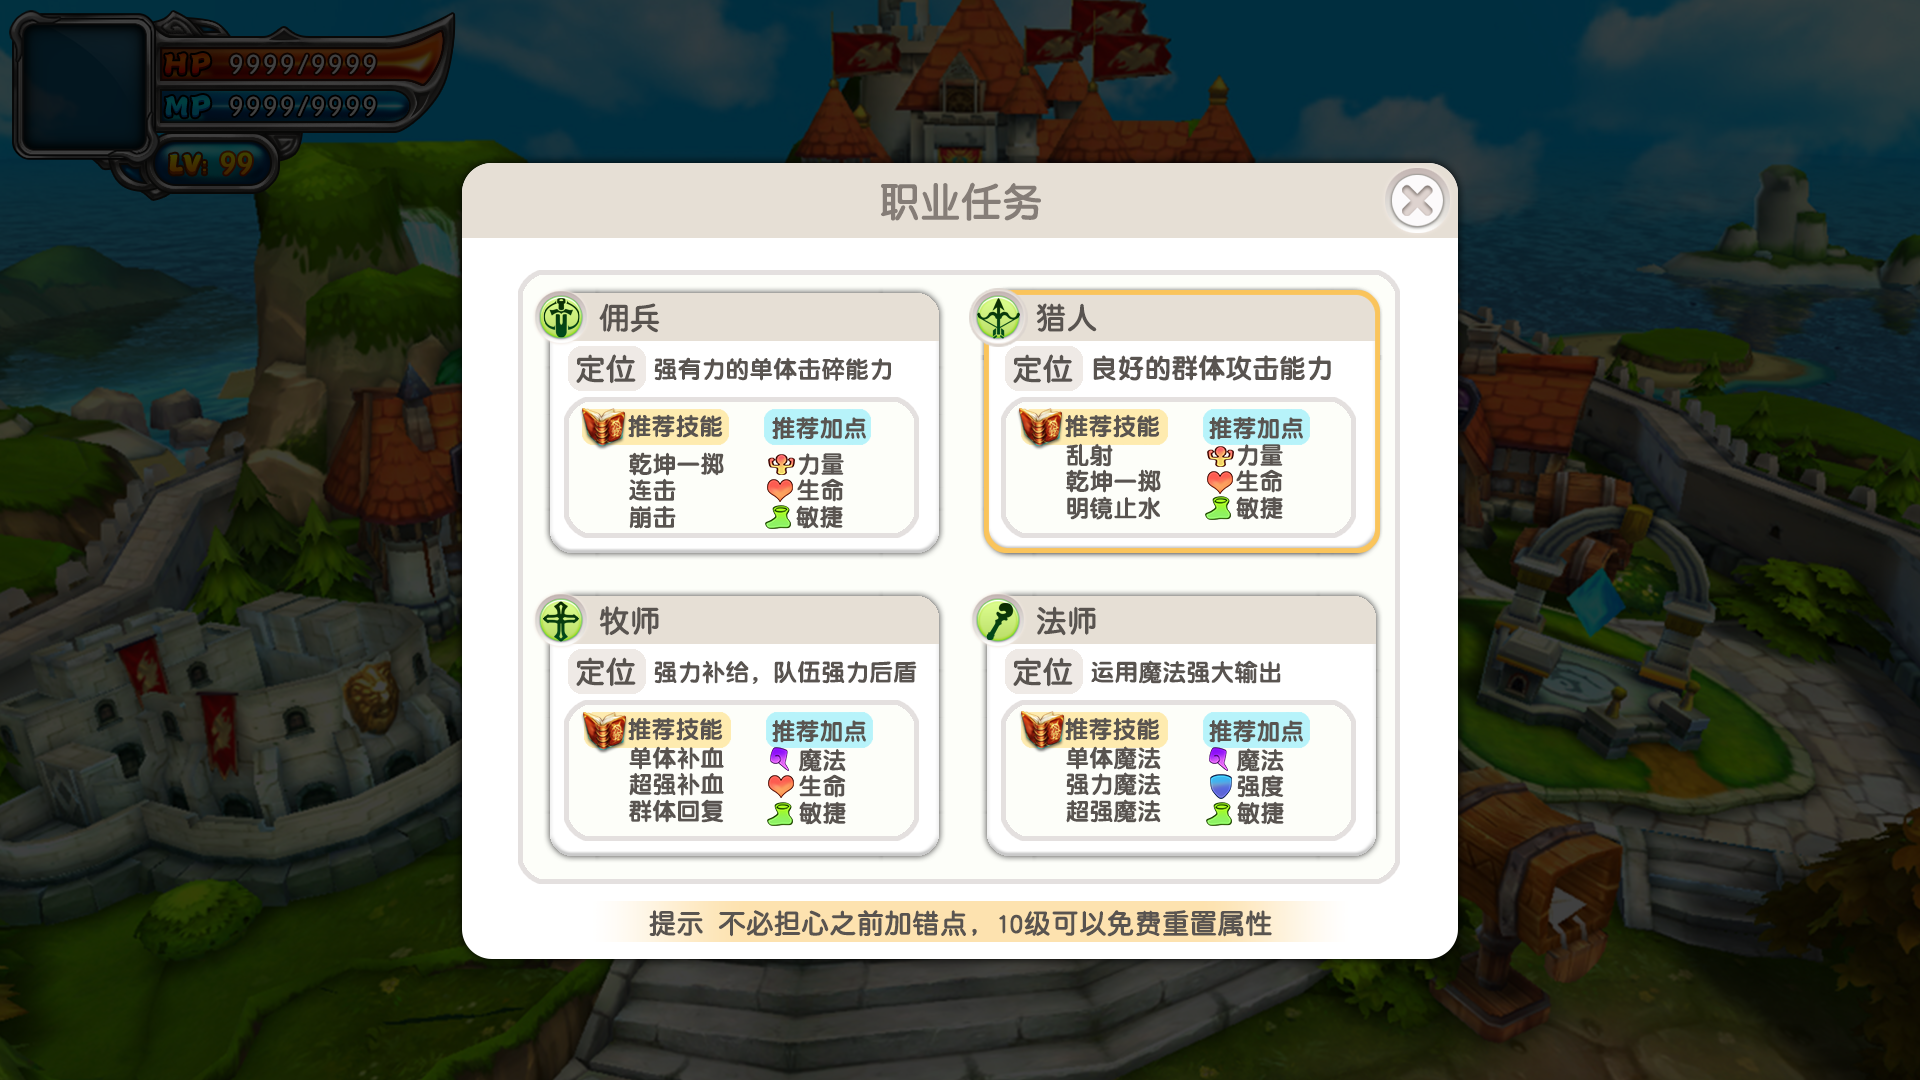 HP 9999/9999
MP 9999/9999
LV: 99
职业任务
佣兵
定位 强有力的单体击碎能力
推荐技能 推荐加点
乾坤一掷 力量
连击 生命
崩击 敏捷
猎人
定位 良好的群体攻击能力
推荐技能 推荐加点
乱射 力量
乾坤一掷 生命
明镜止水 敏捷
牧师
定位 强力补给，队伍强力后盾
推荐技能 推荐加点
单体补血 魔法
超强补血 生命
群体回复 敏捷
法师
定位 运用魔法强大输出
推荐技能 推荐加点
单体魔法 魔法
强力魔法 强度
超强魔法 敏捷
提示 不必担心之前加错点，10级可以免费重置属性